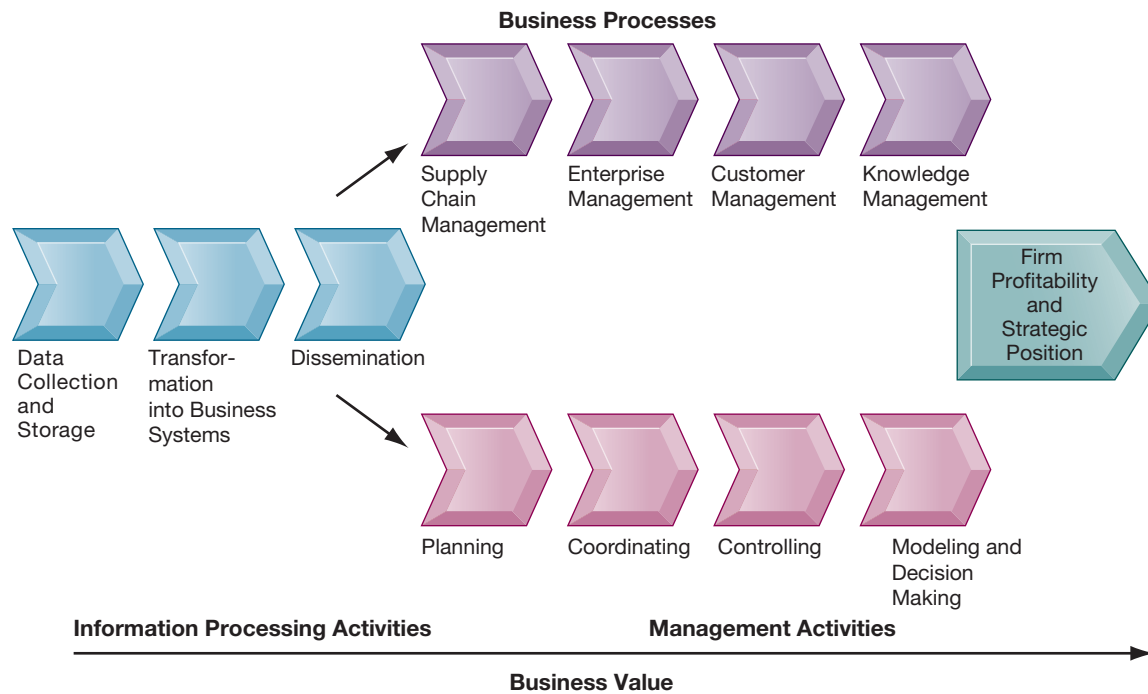 Business Processes
Supply
Chain
Management
Enterprise
Management
Customer
Management
Knowledge
Management
Data
Collection
and
Storage
Transfor-
mation
into Business
Systems
Dissemination
Firm
Profitability
and
Strategic
Position
Planning
Coordinating
Controlling
Modeling and
Decision
Making
Information Processing Activities
Management Activities
Business Value